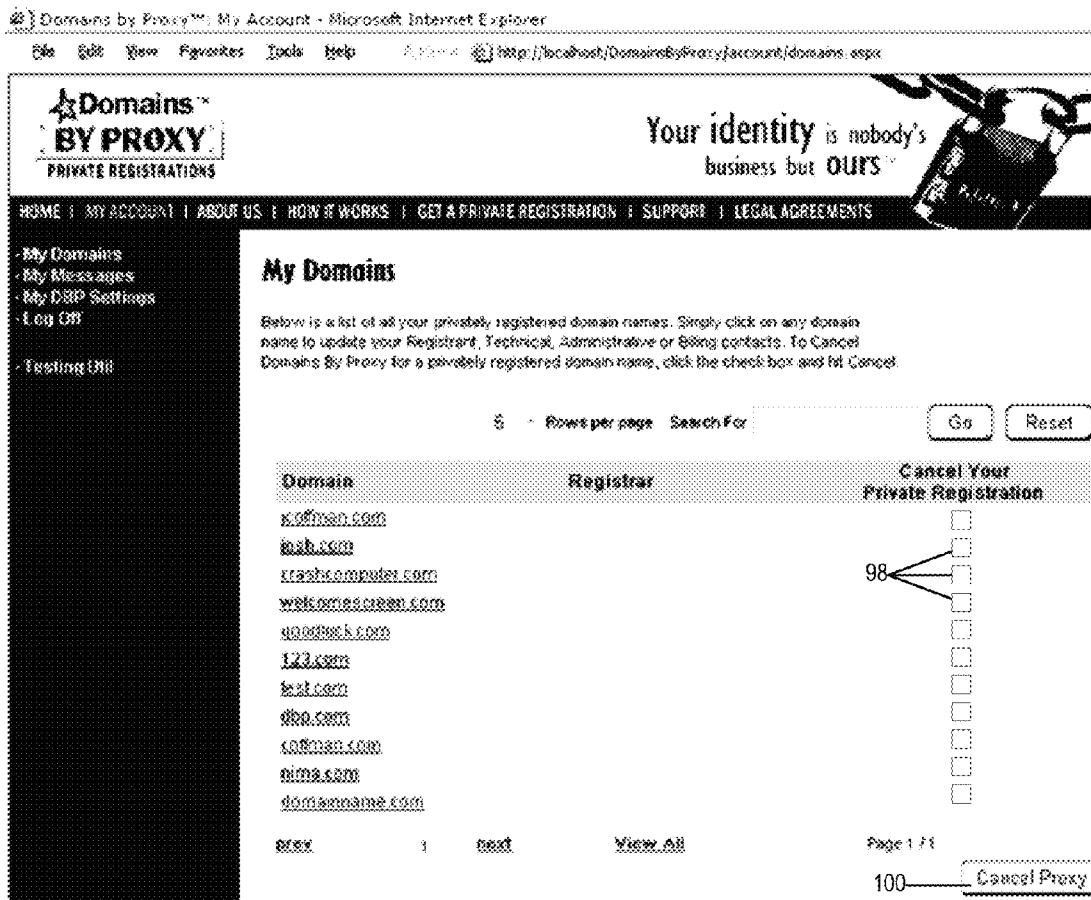 Domains by Proxy™: My Account - Microsoft Internet Explorer
File Edit View Favorites Tools Help http://localhost/DomainsByProxy/account/domains.aspx
Domains™
BY PROXY
PRIVATE REGISTRATIONS
Your identity is nobody's
business but OURS™
HOME | MY ACCOUNT | ABOUT US | HOW IT WORKS | GET A PRIVATE REGISTRATION | SUPPORT | LEGAL AGREEMENTS
· My Domains
· My Messages
· My DBP Settings
· Log Off
· Testing Util
My Domains
Below is a list of all your privately registered domain names. Simply click on any domain
name to update your Registrant, Technical, Administrative or Billing contacts. To Cancel
Domains By Proxy for a privately registered domain name, click the check box and hit Cancel.
Rows per page Search For Go Reset
Domain Registrar Cancel Your
Private Registration
jcoffman.com
josh.com
crashcomputer.com
98
welcomescreen.com
goodluck.com
123.com
test.com
dbp.com
coffman.com
nima.com
domainname.com
prev 1 next View All Page 1 / 1
100 Cancel Proxy